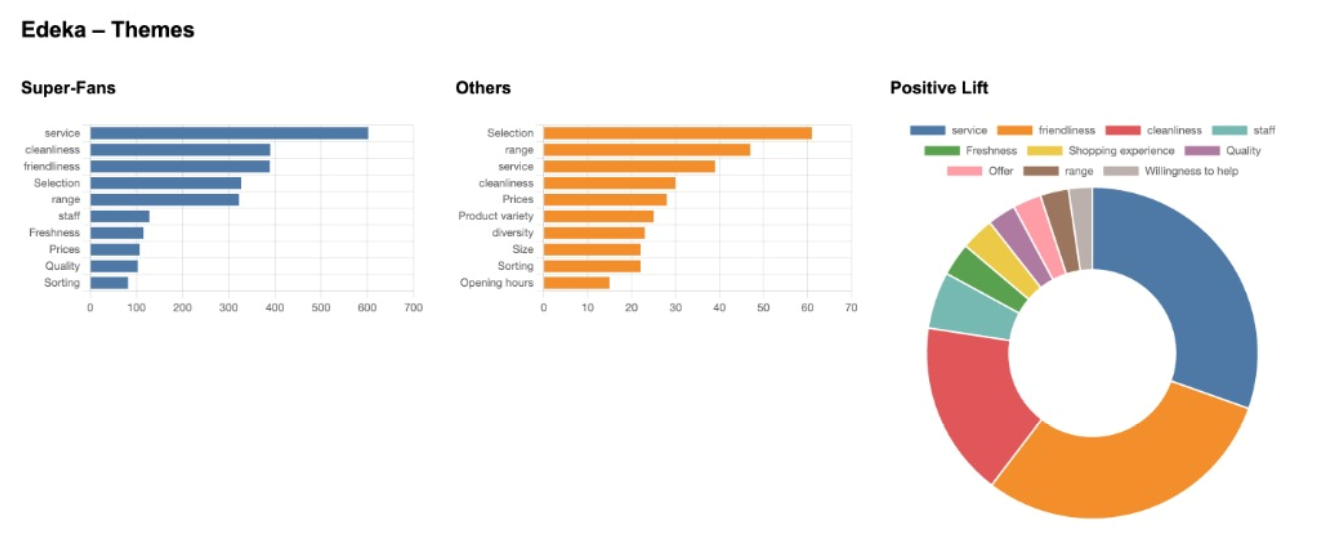 Edeka – Themes
Super-Fans
service
cleanliness
friendliness
Selection
range
staff
Freshness
Prices
Quality
Sorting
0 100 200 300 400 500 600 700
Others
Selection
range
service
cleanliness
Prices
Product variety
diversity
Size
Sorting
Opening hours
0 10 20 30 40 50 60 70
Positive Lift
service friendliness cleanliness staff
Freshness Shopping experience Quality
Offer range Willingness to help